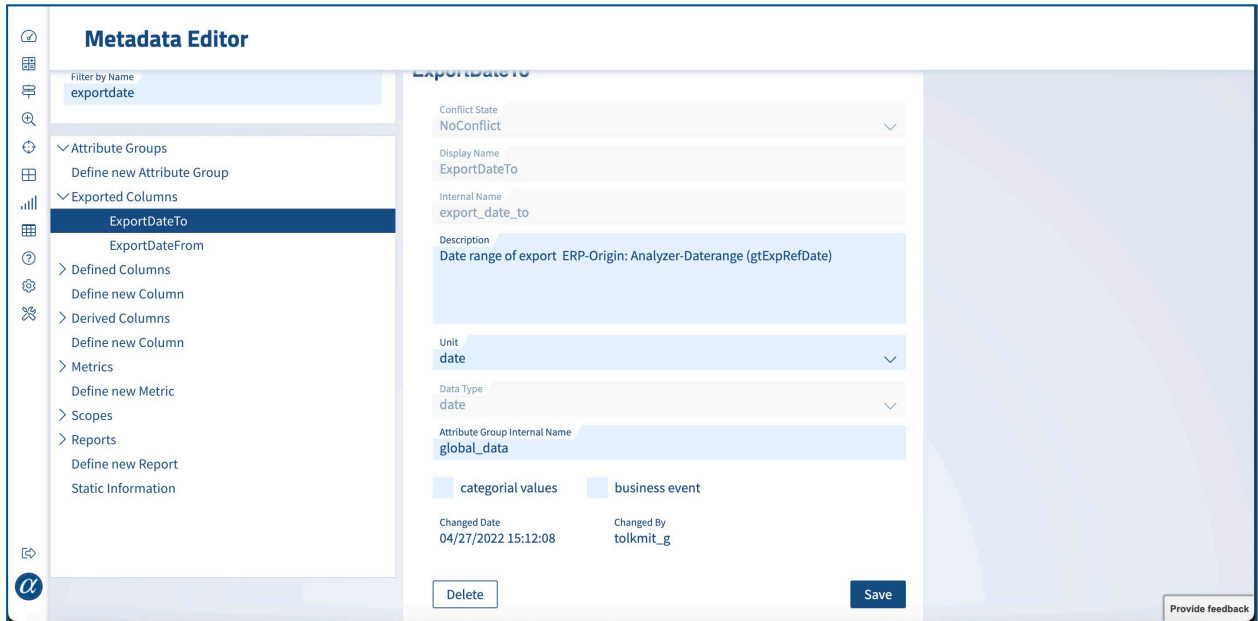 Metadata Editor
Filter by Name
exportdate
Attribute Groups
Define new Attribute Group
Exported Columns
ExportDateTo
ExportDateFrom
Defined Columns
Define new Column
Derived Columns
Define new Column
Metrics
Define new Metric
Scopes
Reports
Define new Report
Static Information
α
ExportDateTo
Conflict State
NoConflict
Display Name
ExportDateTo
Internal Name
export_date_to
Description
Date range of export  ERP-Origin: Analyzer-Daterange (gtExpRefDate)
Unit
date
Data Type
date
Attribute Group Internal Name
global_data
categorial values
business event
Changed Date
04/27/2022 15:12:08
Changed By
tolkmit_g
Delete
Save
Provide feedback